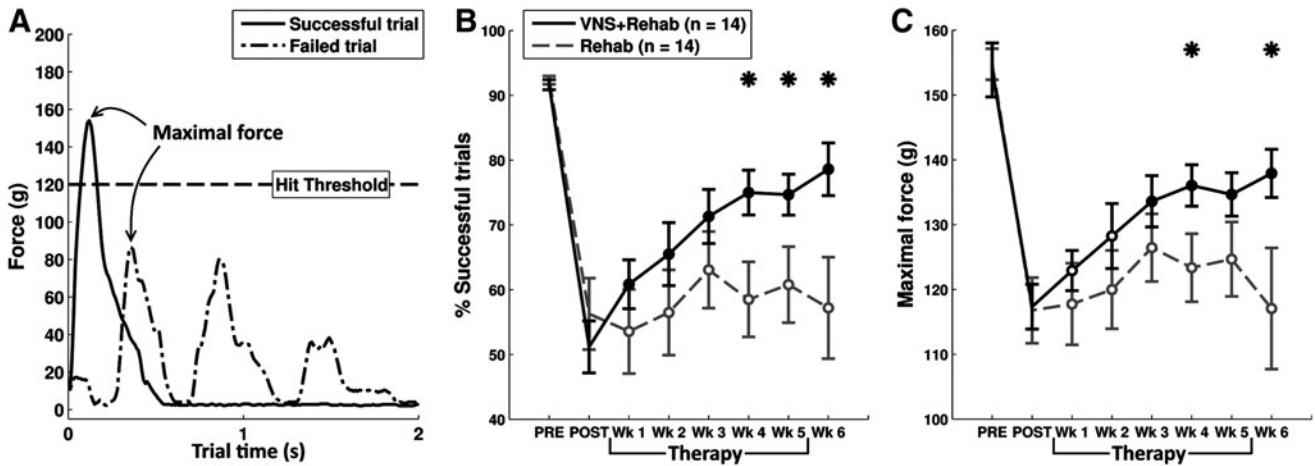 A
Force (g)
200
180
160
140
120
100
80
60
40
20
0
Successful trial
Failed trial
Maximal force
Hit Threshold
0
1
2
Trial time (s)
B
% Successful trials
100
90
80
70
60
50
40
VNS+Rehab (n = 14)
Rehab (n = 14)
* * *
PRE POST Wk 1 Wk 2 Wk 3 Wk 4 Wk 5 Wk 6
Therapy
C
Maximal force (g)
160
150
140
130
120
110
100
* *
PRE POST Wk 1 Wk 2 Wk 3 Wk 4 Wk 5 Wk 6
Therapy